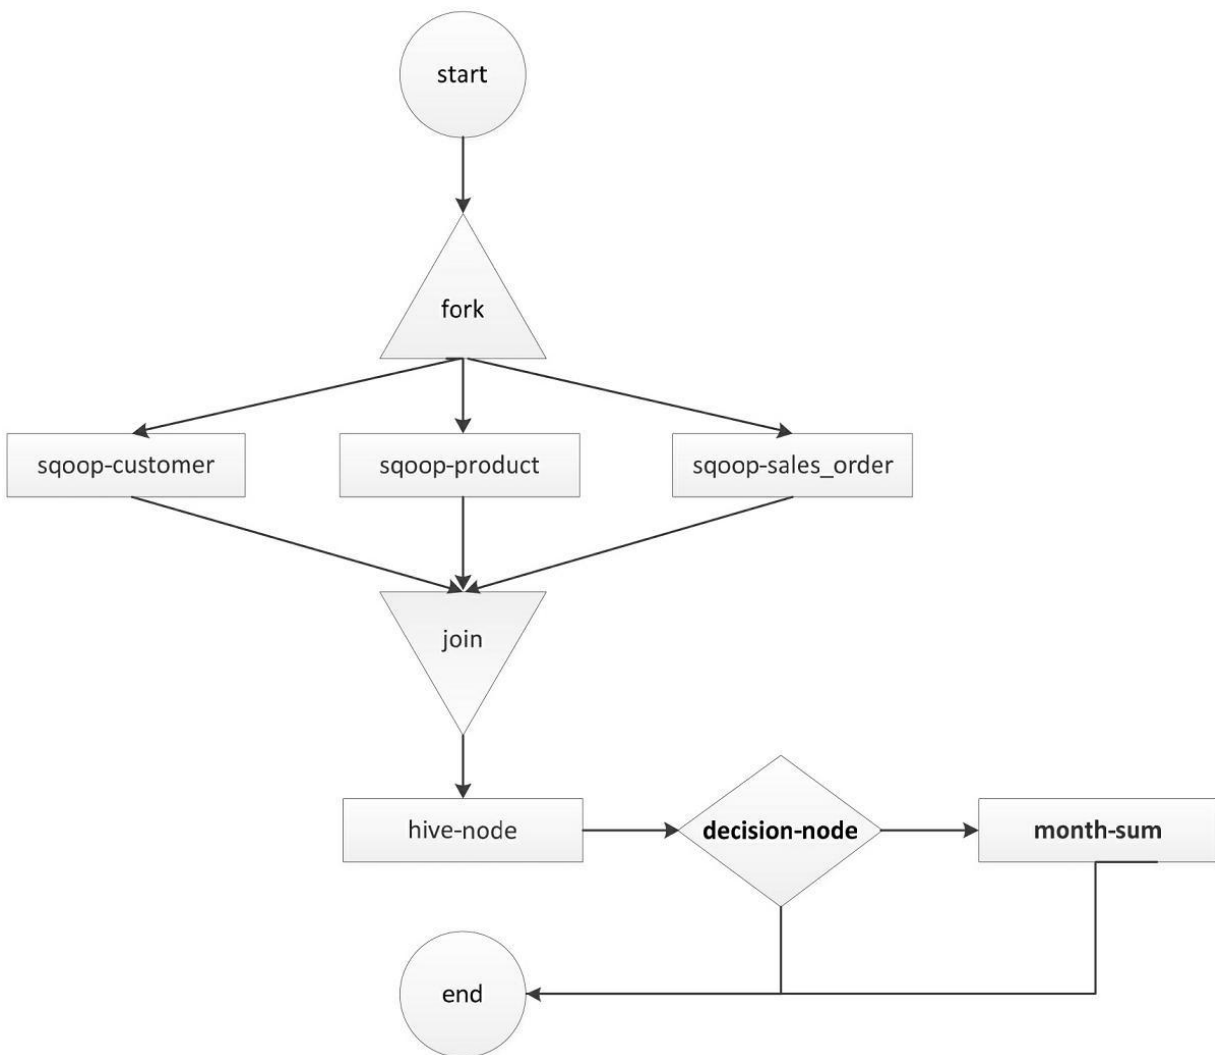 start
fork
sqoop-customer
sqoop-product
sqoop-sales_order
join
hive-node
decision-node
month-sum
end